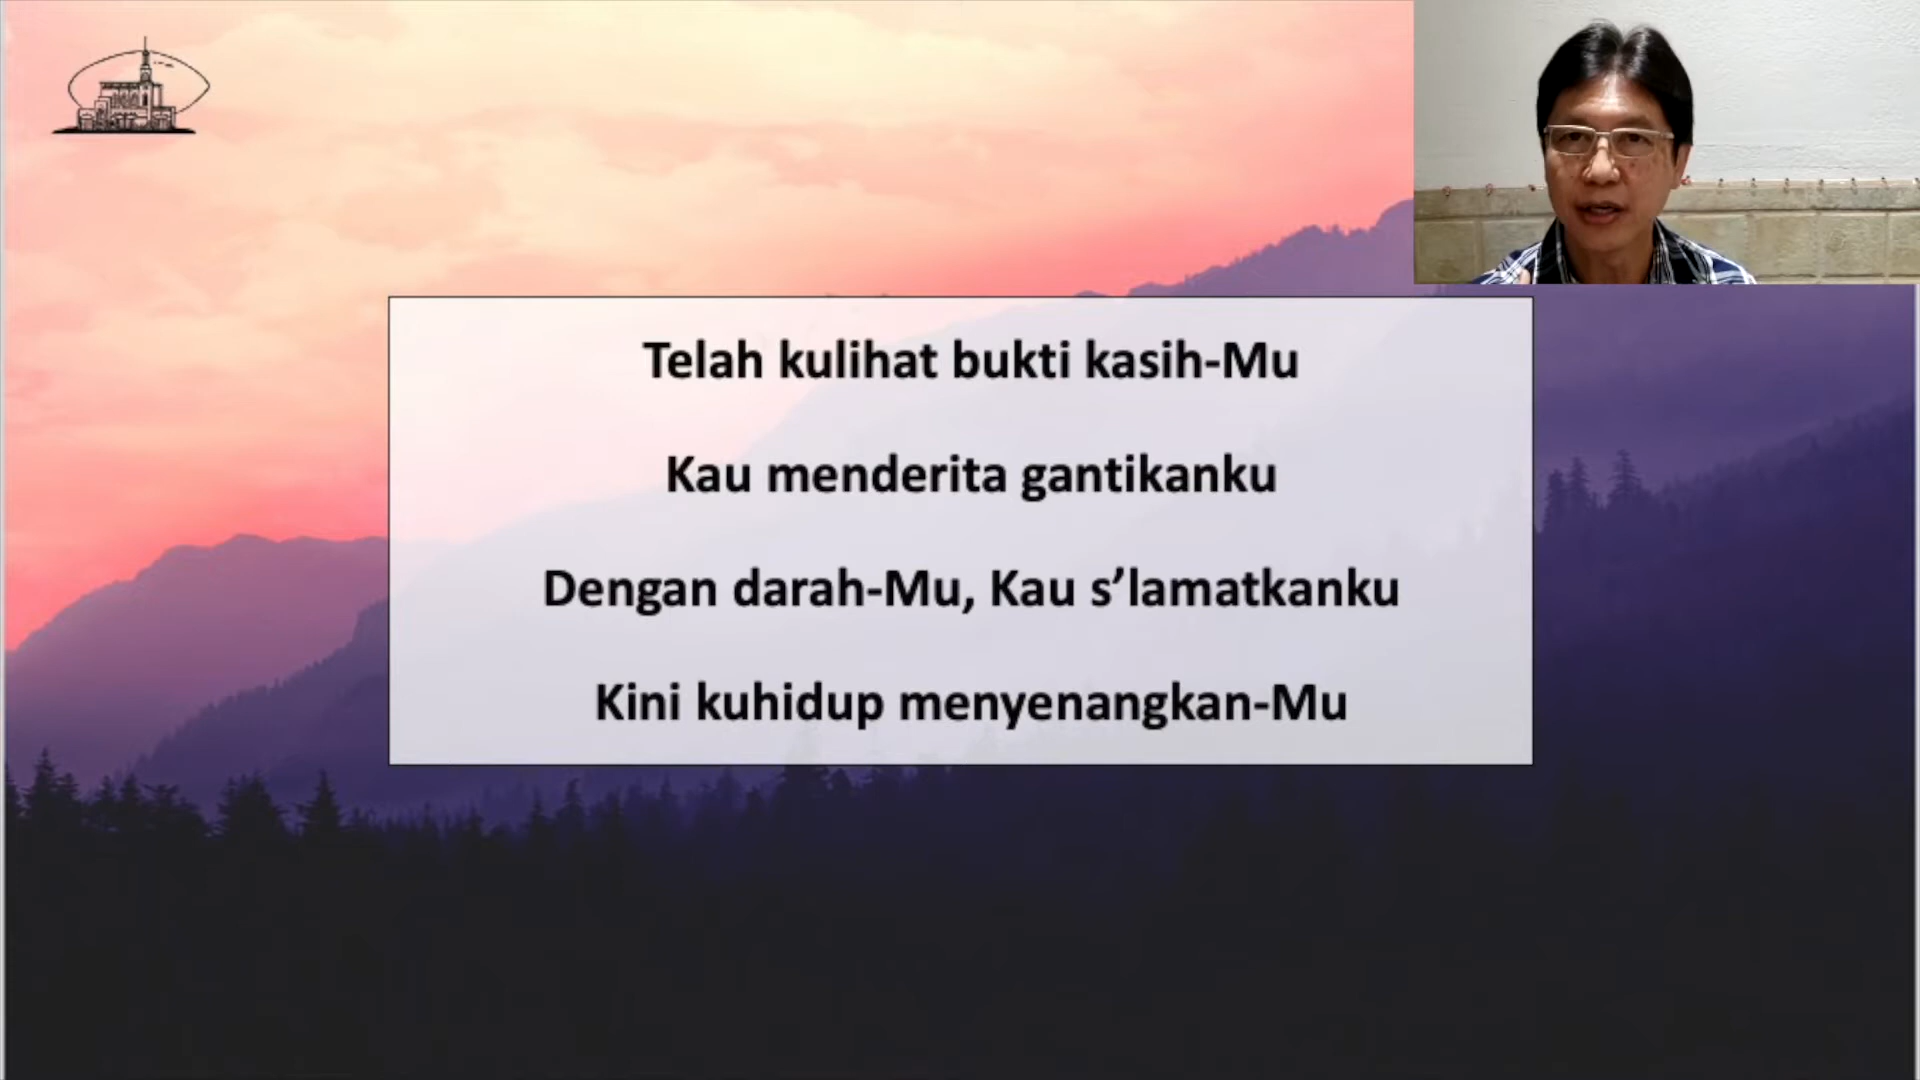 Telah kulihat bukti kasih-Mu
Kau menderita gantikanku
Dengan darah-Mu, Kau s’lamatkanku
Kini kuhidup menyenangkan-Mu